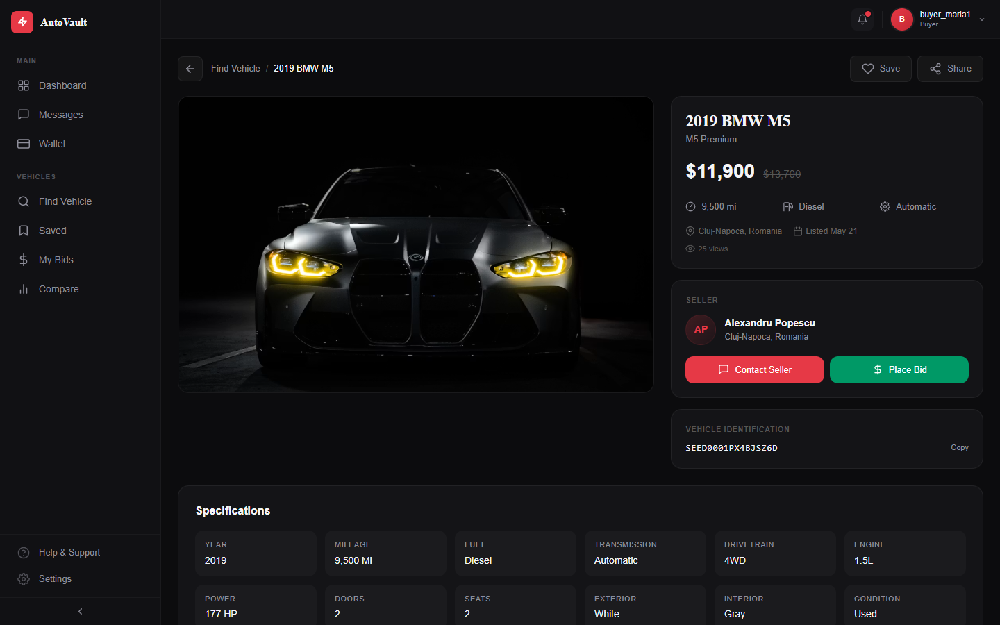 AutoVault
buyer_maria1
B
Buyer
MAIN
Dashboard
Messages
Wallet
VEHICLES
Find Vehicle
Saved
My Bids
Compare
Help & Support
Settings
Find Vehicle / 2019 BMW M5
Save
Share
2019 BMW M5
M5 Premium
$11,900 $13,700
9,500 mi
Diesel
Automatic
Cluj-Napoca, Romania
Listed May 21
25 views
SELLER
AP
Alexandru Popescu
Cluj-Napoca, Romania
Contact Seller
Place Bid
VEHICLE IDENTIFICATION
SEED0001PX4BJSZ6D
Copy
Specifications
YEAR
2019
MILEAGE
9,500 Mi
FUEL
Diesel
TRANSMISSION
Automatic
DRIVETRAIN
4WD
ENGINE
1.5L
POWER
177 HP
DOORS
2
SEATS
2
EXTERIOR
White
INTERIOR
Gray
CONDITION
Used